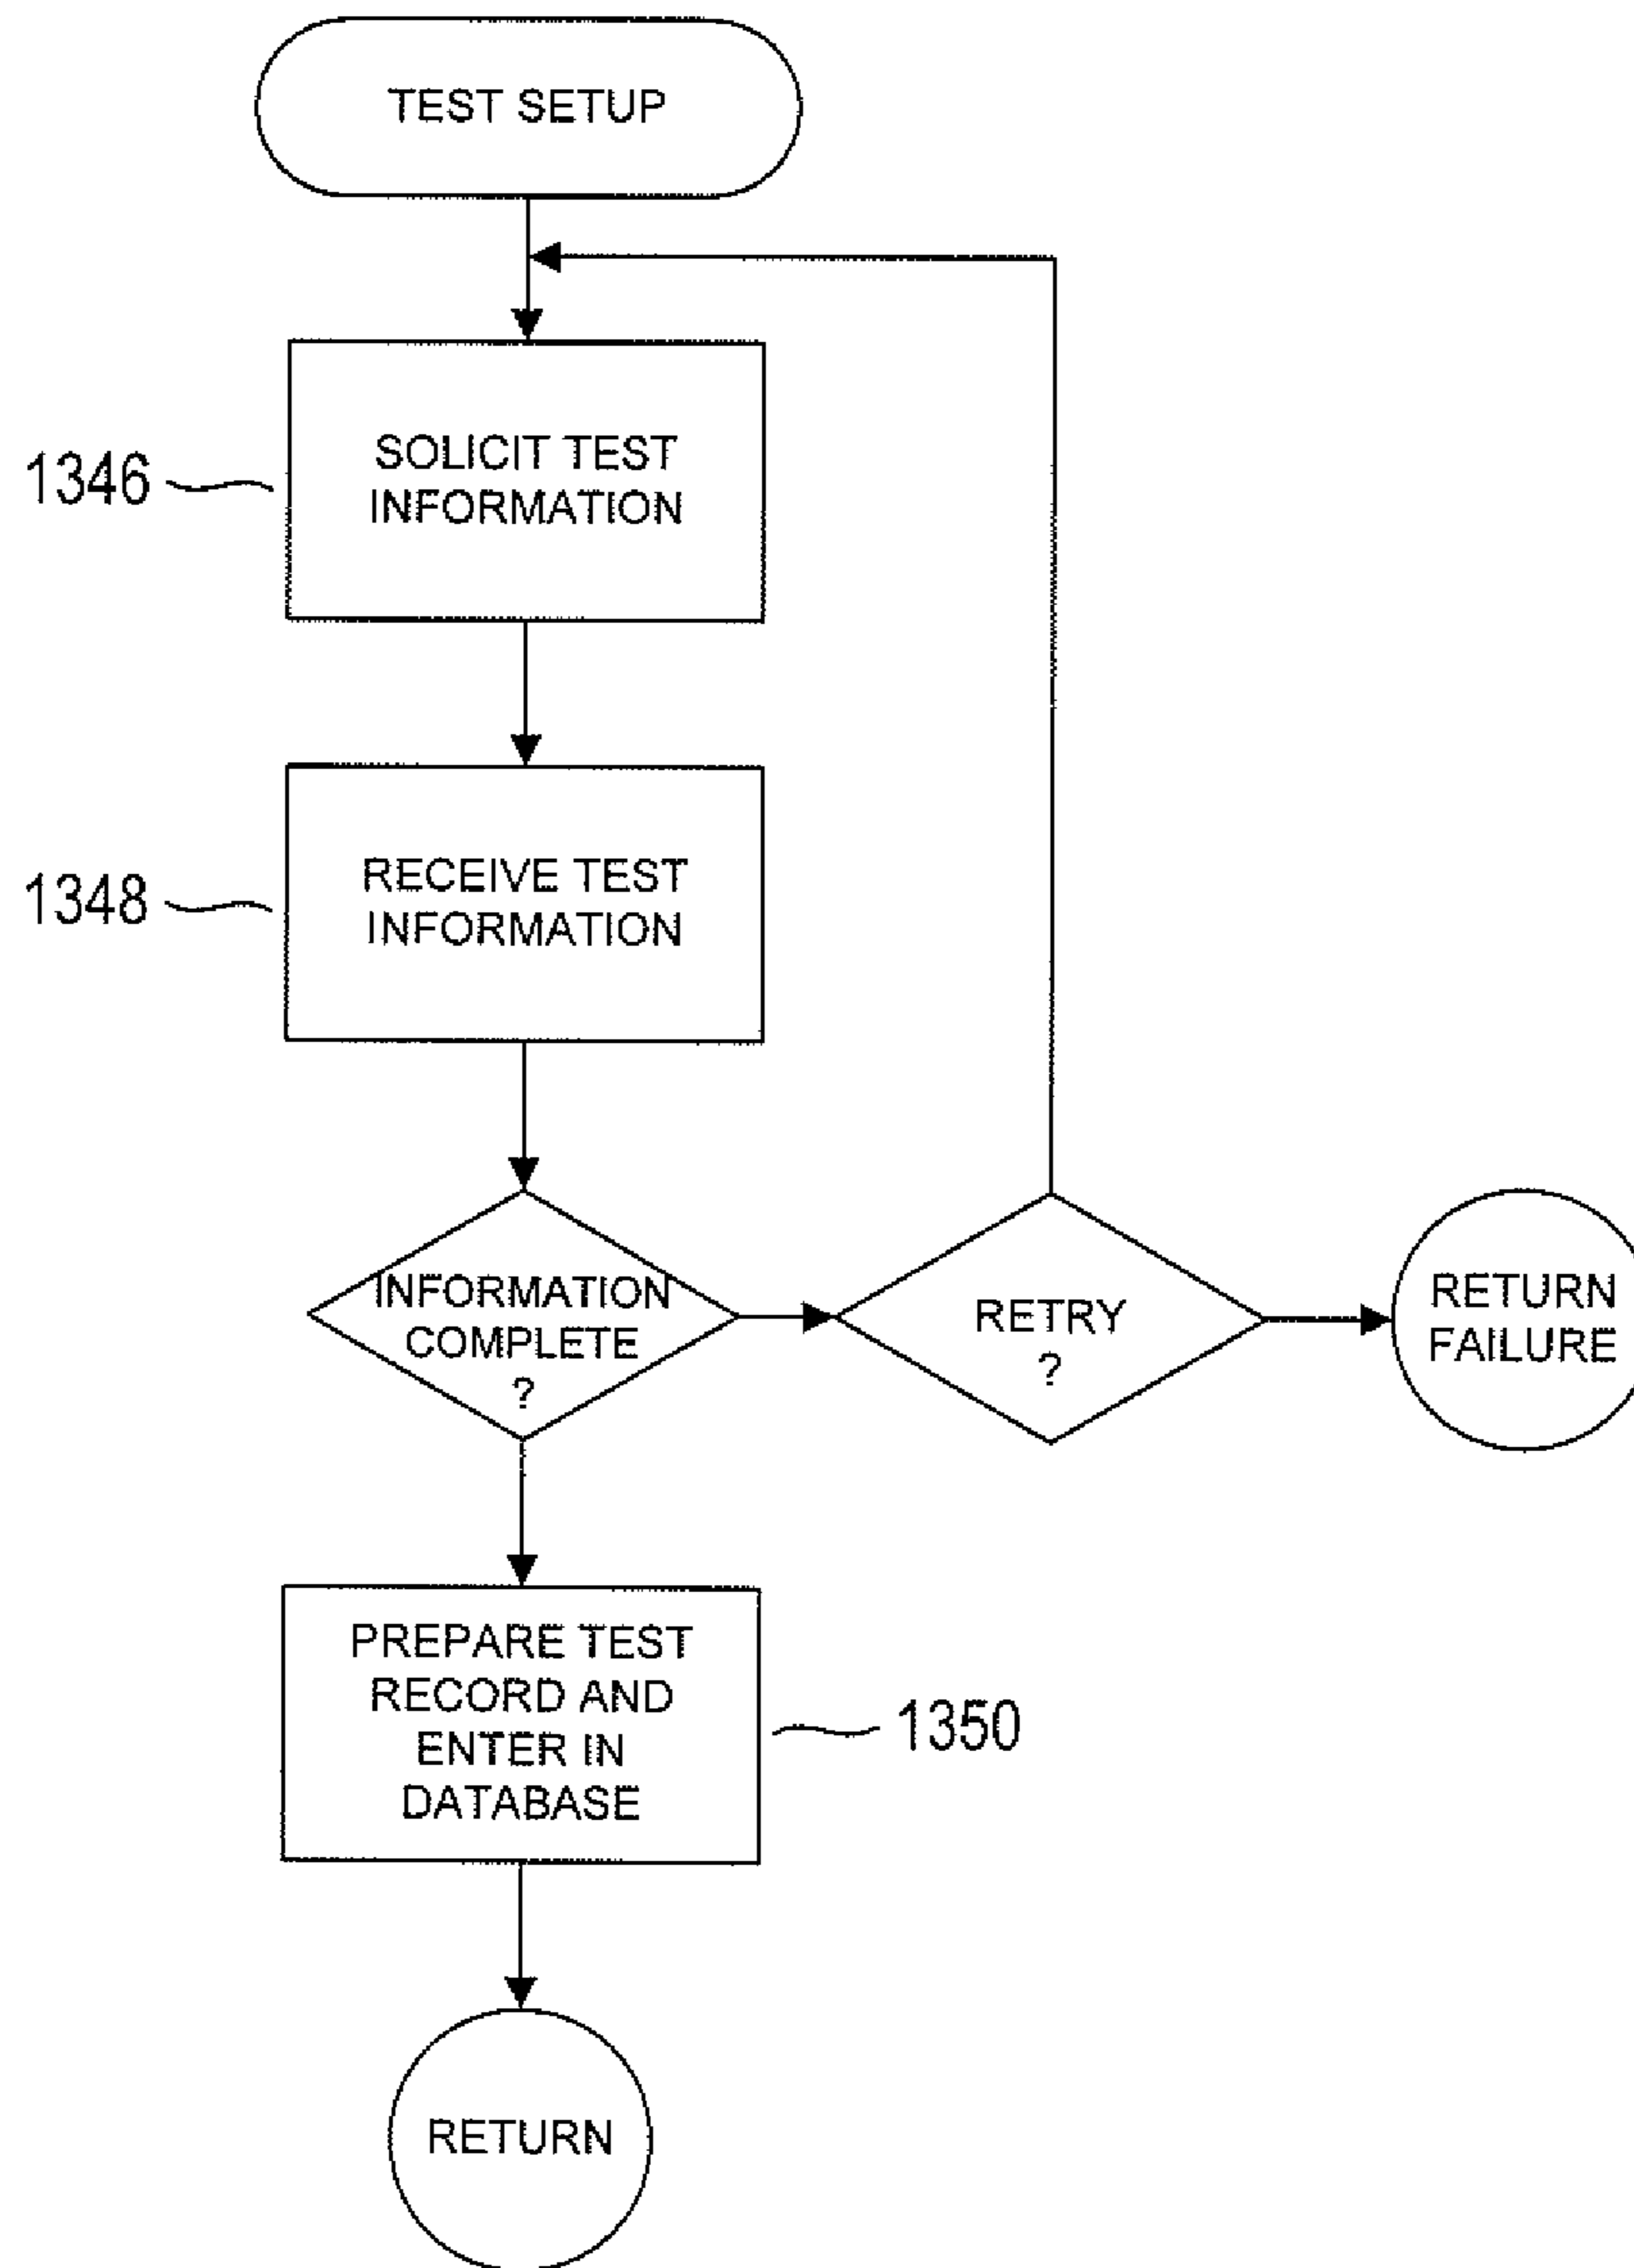 TEST SETUP
1346
SOLICIT TEST
INFORMATION
1348
RECEIVE TEST
INFORMATION
INFORMATION
COMPLETE
?
RETRY
?
RETURN
FAILURE
PREPARE TEST
RECORD AND
ENTER IN
DATABASE
1350
RETURN